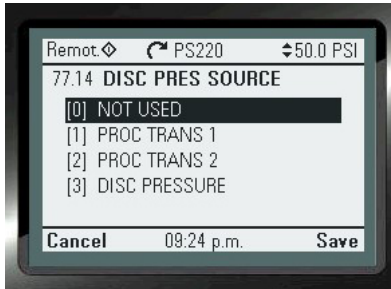 Remot. PS220 50.0 PSI
77.14 DISC PRES SOURCE
[0] NOT USED
[1] PROC TRANS 1
[2] PROC TRANS 2
[3] DISC PRESSURE
Cancel 09:24 p.m. Save